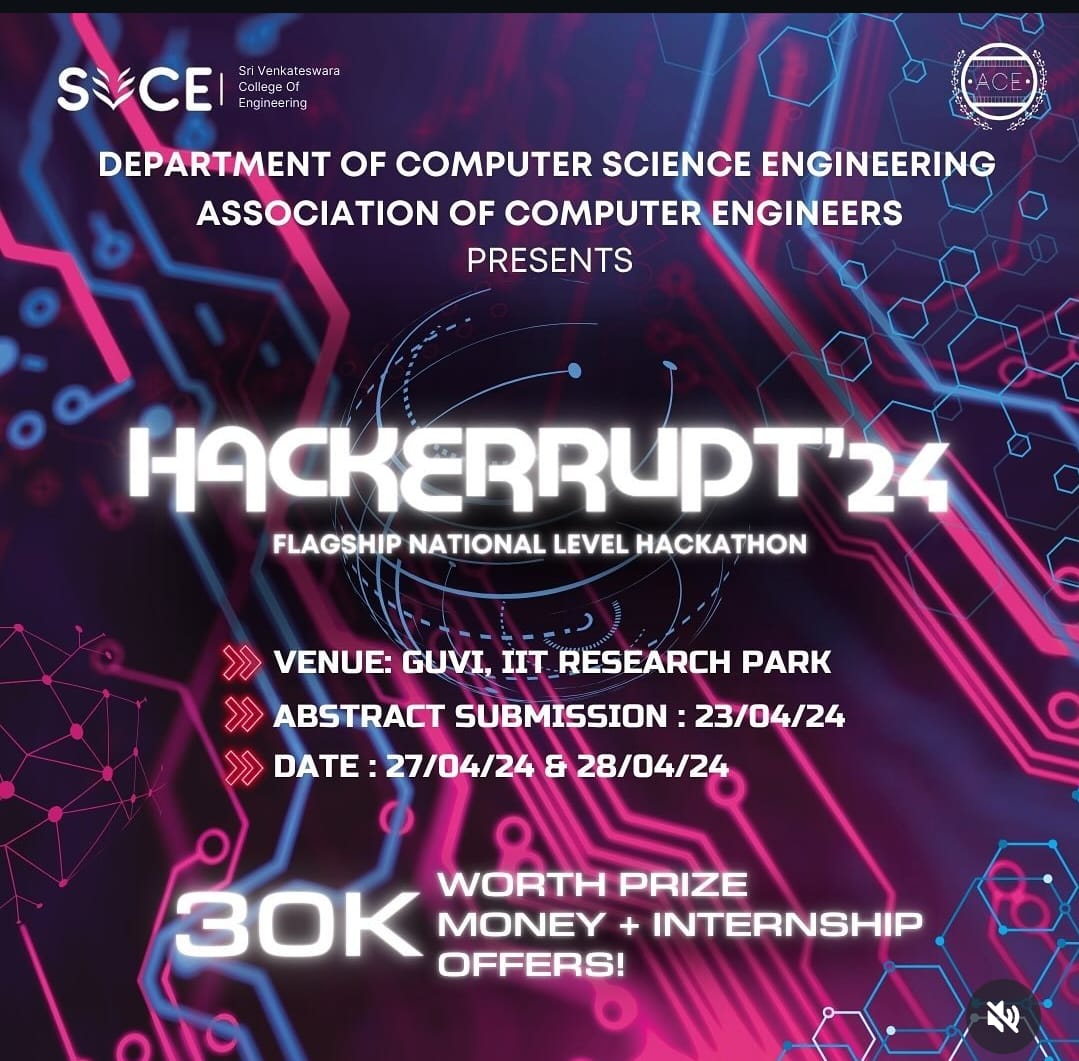 SVCE
Sri Venkateswara
College Of
Engineering
ACE
DEPARTMENT OF COMPUTER SCIENCE ENGINEERING
ASSOCIATION OF COMPUTER ENGINEERS
PRESENTS
HACKERRUPT'24
FLAGSHIP NATIONAL LEVEL HACKATHON
VENUE: GUVI, IIT RESEARCH PARK
ABSTRACT SUBMISSION : 23/04/24
DATE : 27/04/24 & 28/04/24
30K
WORTH PRIZE
MONEY + INTERNSHIP
OFFERS!